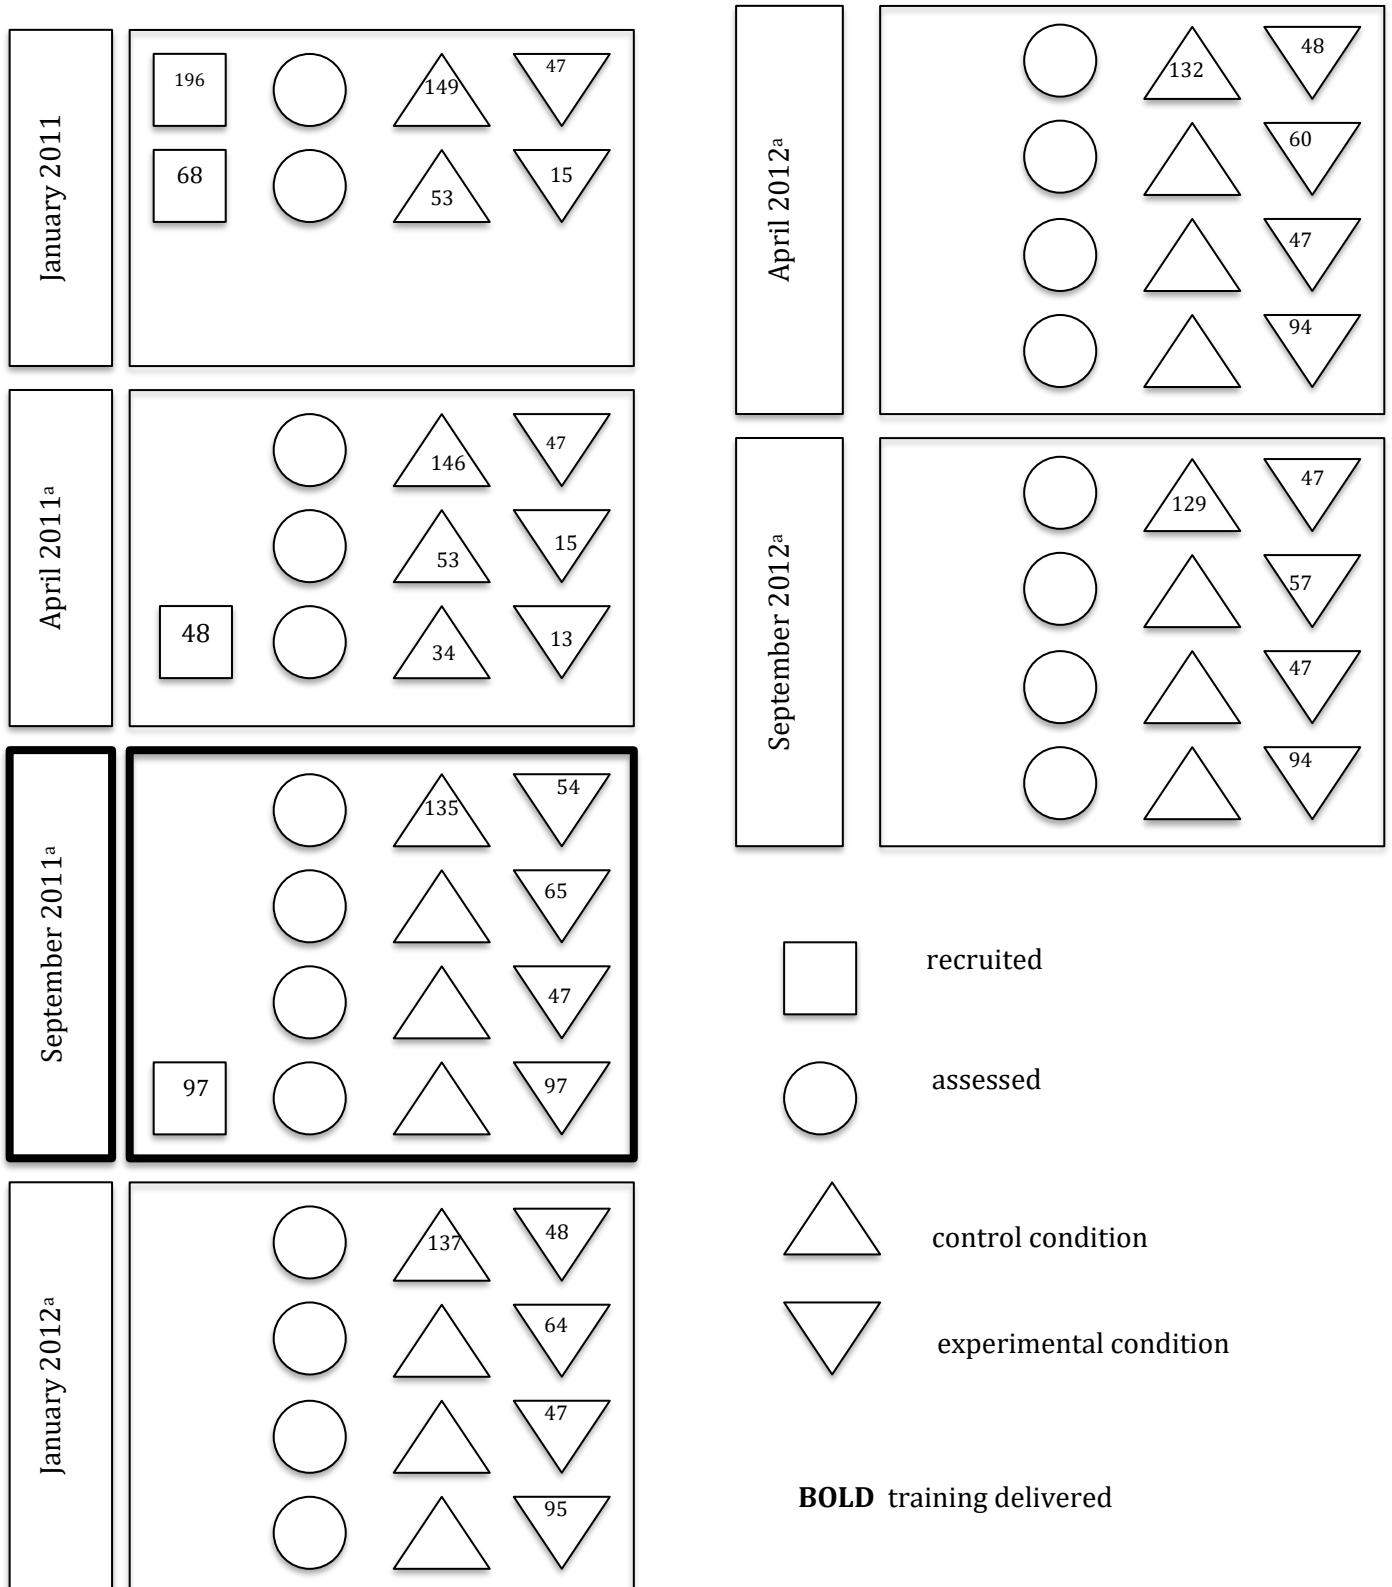 January 2011
196 149 47
68 53 15
April 2011ᵃ
146 47
53 15
48 34 13
September 2011ᵃ
135 54
65
47
97 97
January 2012ᵃ
137 48
64
47
95
April 2012ᵃ
132 48
60
47
94
September 2012ᵃ
129 47
57
47
94
recruited
assessed
control condition
experimental condition
BOLD training delivered